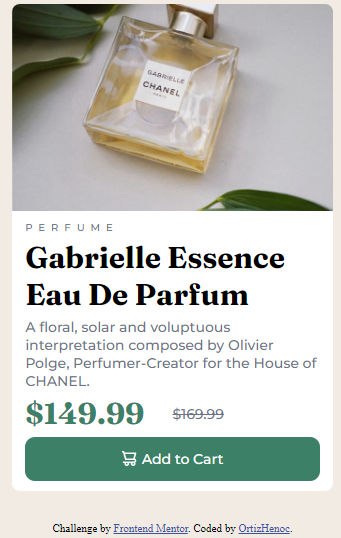 GABRIELLE
CHANEL
PARIS
PERFUME
Gabrielle Essence
Eau De Parfum
A floral, solar and voluptuous
interpretation composed by Olivier
Polge, Perfumer-Creator for the House of
CHANEL.
$149.99 $169.99
Add to Cart
Challenge by Frontend Mentor. Coded by OrtizHenoc.